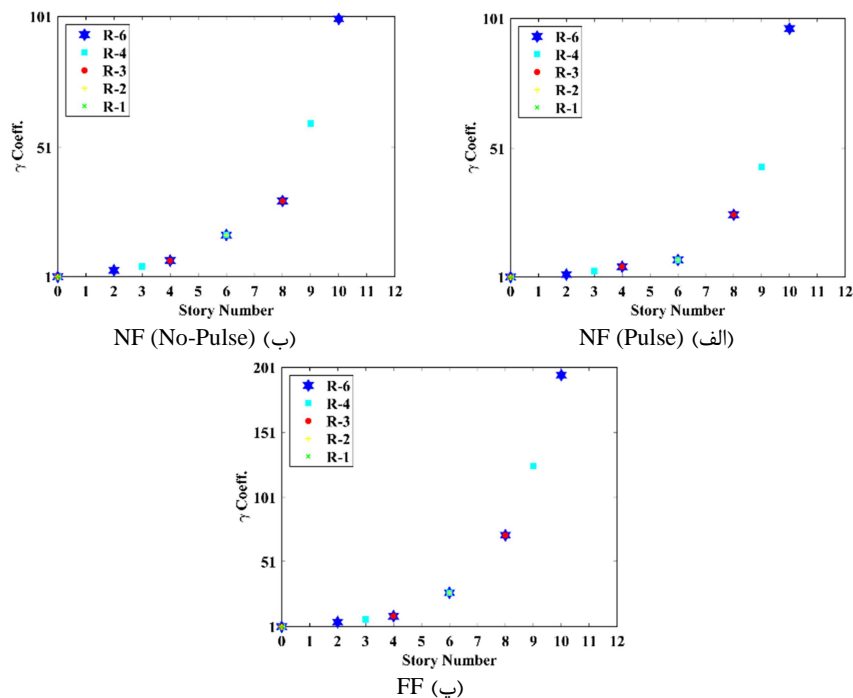 101
51
1
γ Coeff.
R-6
R-4
R-3
R-2
R-1
0 1 2 3 4 5 6 7 8 9 10 11 12
Story Number
(الف) NF (Pulse)
101
51
1
γ Coeff.
R-6
R-4
R-3
R-2
R-1
0 1 2 3 4 5 6 7 8 9 10 11 12
Story Number
(ب) NF (No-Pulse)
201
151
101
51
1
γ Coeff.
R-6
R-4
R-3
R-2
R-1
0 1 2 3 4 5 6 7 8 9 10 11 12
Story Number
(پ) FF